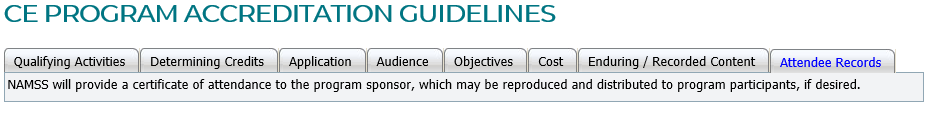 CE PROGRAM ACCREDITATION GUIDELINES
Qualifying Activities Determining Credits Application Audience Objectives Cost Enduring / Recorded Content Attendee Records
NAMSS will provide a certificate of attendance to the program sponsor, which may be reproduced and distributed to program participants, if desired.